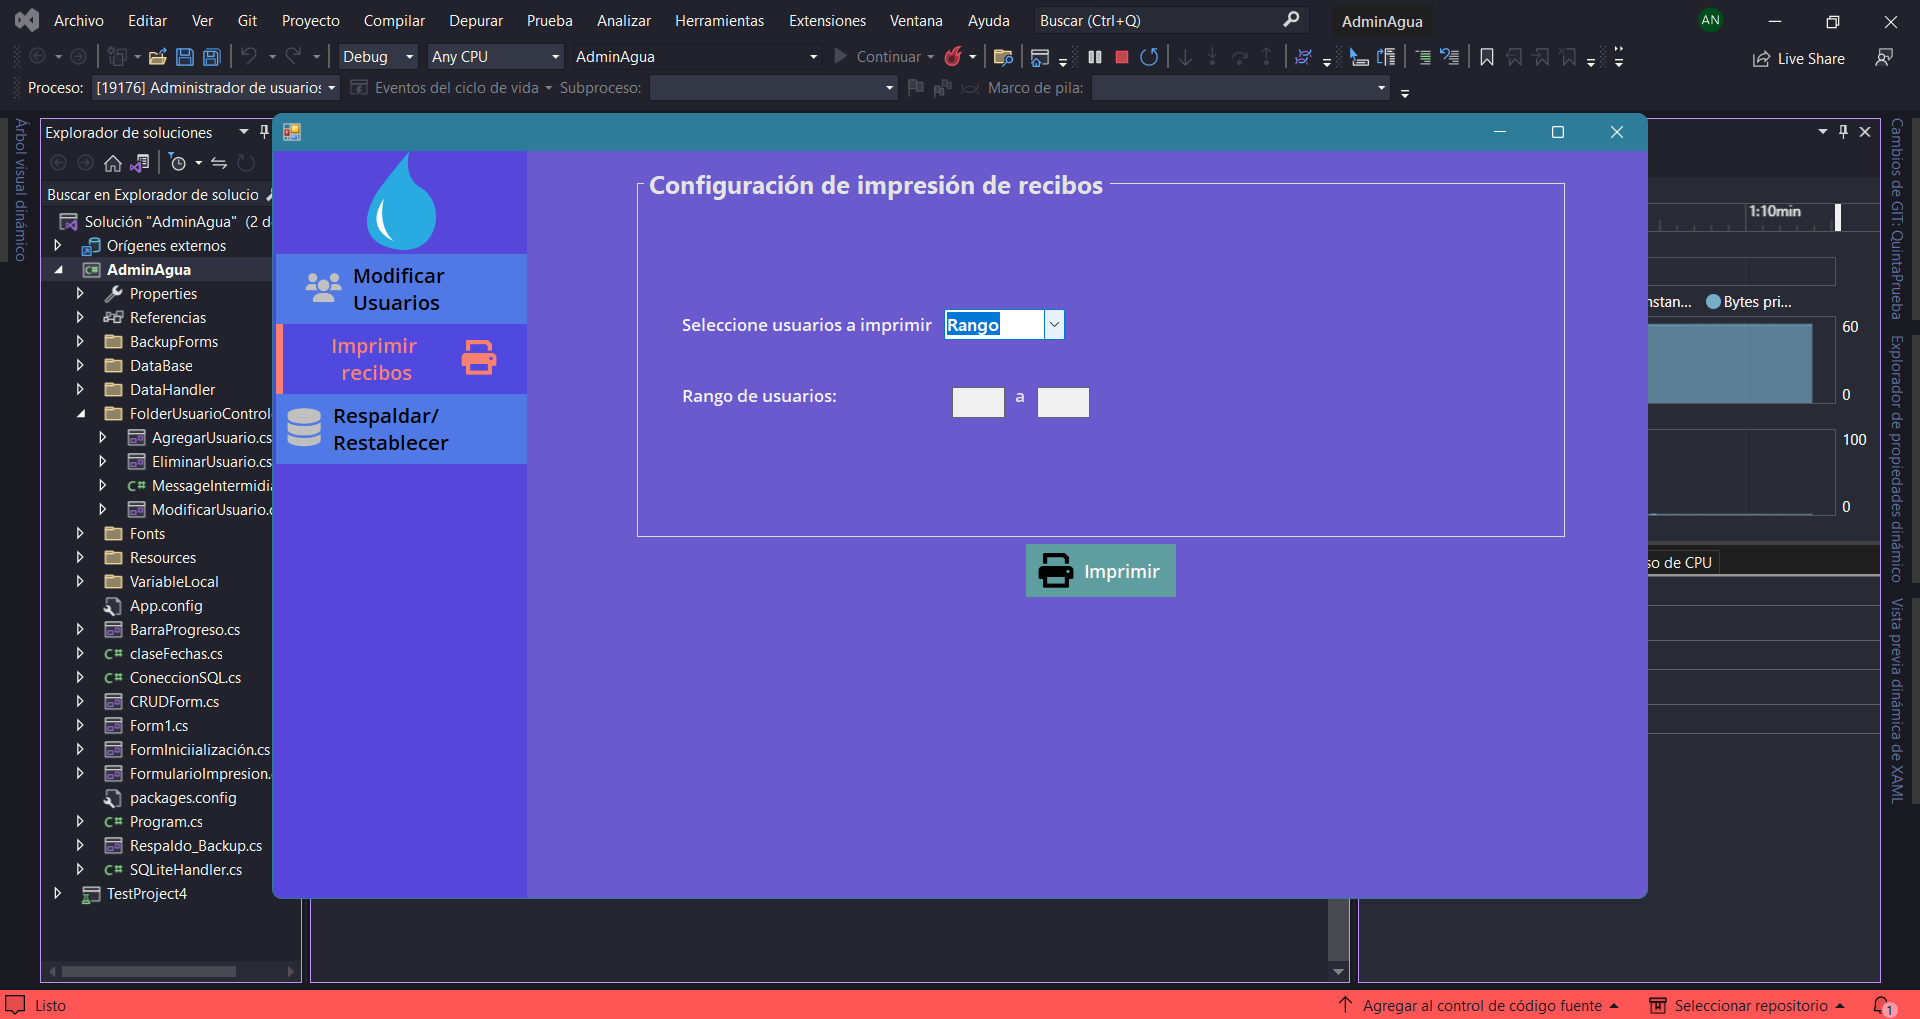 Archivo Editar Ver Git Proyecto Compilar Depurar Prueba Analizar Herramientas Extensiones Ventana Ayuda Buscar (Ctrl+Q) AdminAgua AN
Debug Any CPU AdminAgua Continuar Live Share
Proceso: [19176] Administrador de usuarios Eventos del ciclo de vida Subproceso: Marco de pila:
Árbol visual dinámico
Explorador de soluciones
Buscar en Explorador de solucio
Solución "AdminAgua" (2 d
Orígenes externos
AdminAgua
Properties
Referencias
BackupForms
DataBase
DataHandler
FolderUsuarioControl
AgregarUsuario.cs
EliminarUsuario.cs
MessageIntermidia
ModificarUsuario.c
Fonts
Resources
VariableLocal
App.config
BarraProgreso.cs
claseFechas.cs
ConeccionSQL.cs
CRUDForm.cs
Form1.cs
FormIniciialización.cs
FormularioImpresion.
packages.config
Program.cs
Respaldo_Backup.cs
SQLiteHandler.cs
TestProject4
Modificar
Usuarios
Imprimir
recibos
Respaldar/
Restablecer
Configuración de impresión de recibos
Seleccione usuarios a imprimir Rango
Rango de usuarios: a
Imprimir
1:10min
nstan... Bytes pri...
60
0
100
0
so de CPU
Cambios de GIT: QuintaPrueba
Explorador de propiedades dinámico
Vista previa dinámica de XAML
Listo Agregar al control de código fuente Seleccionar repositorio 1